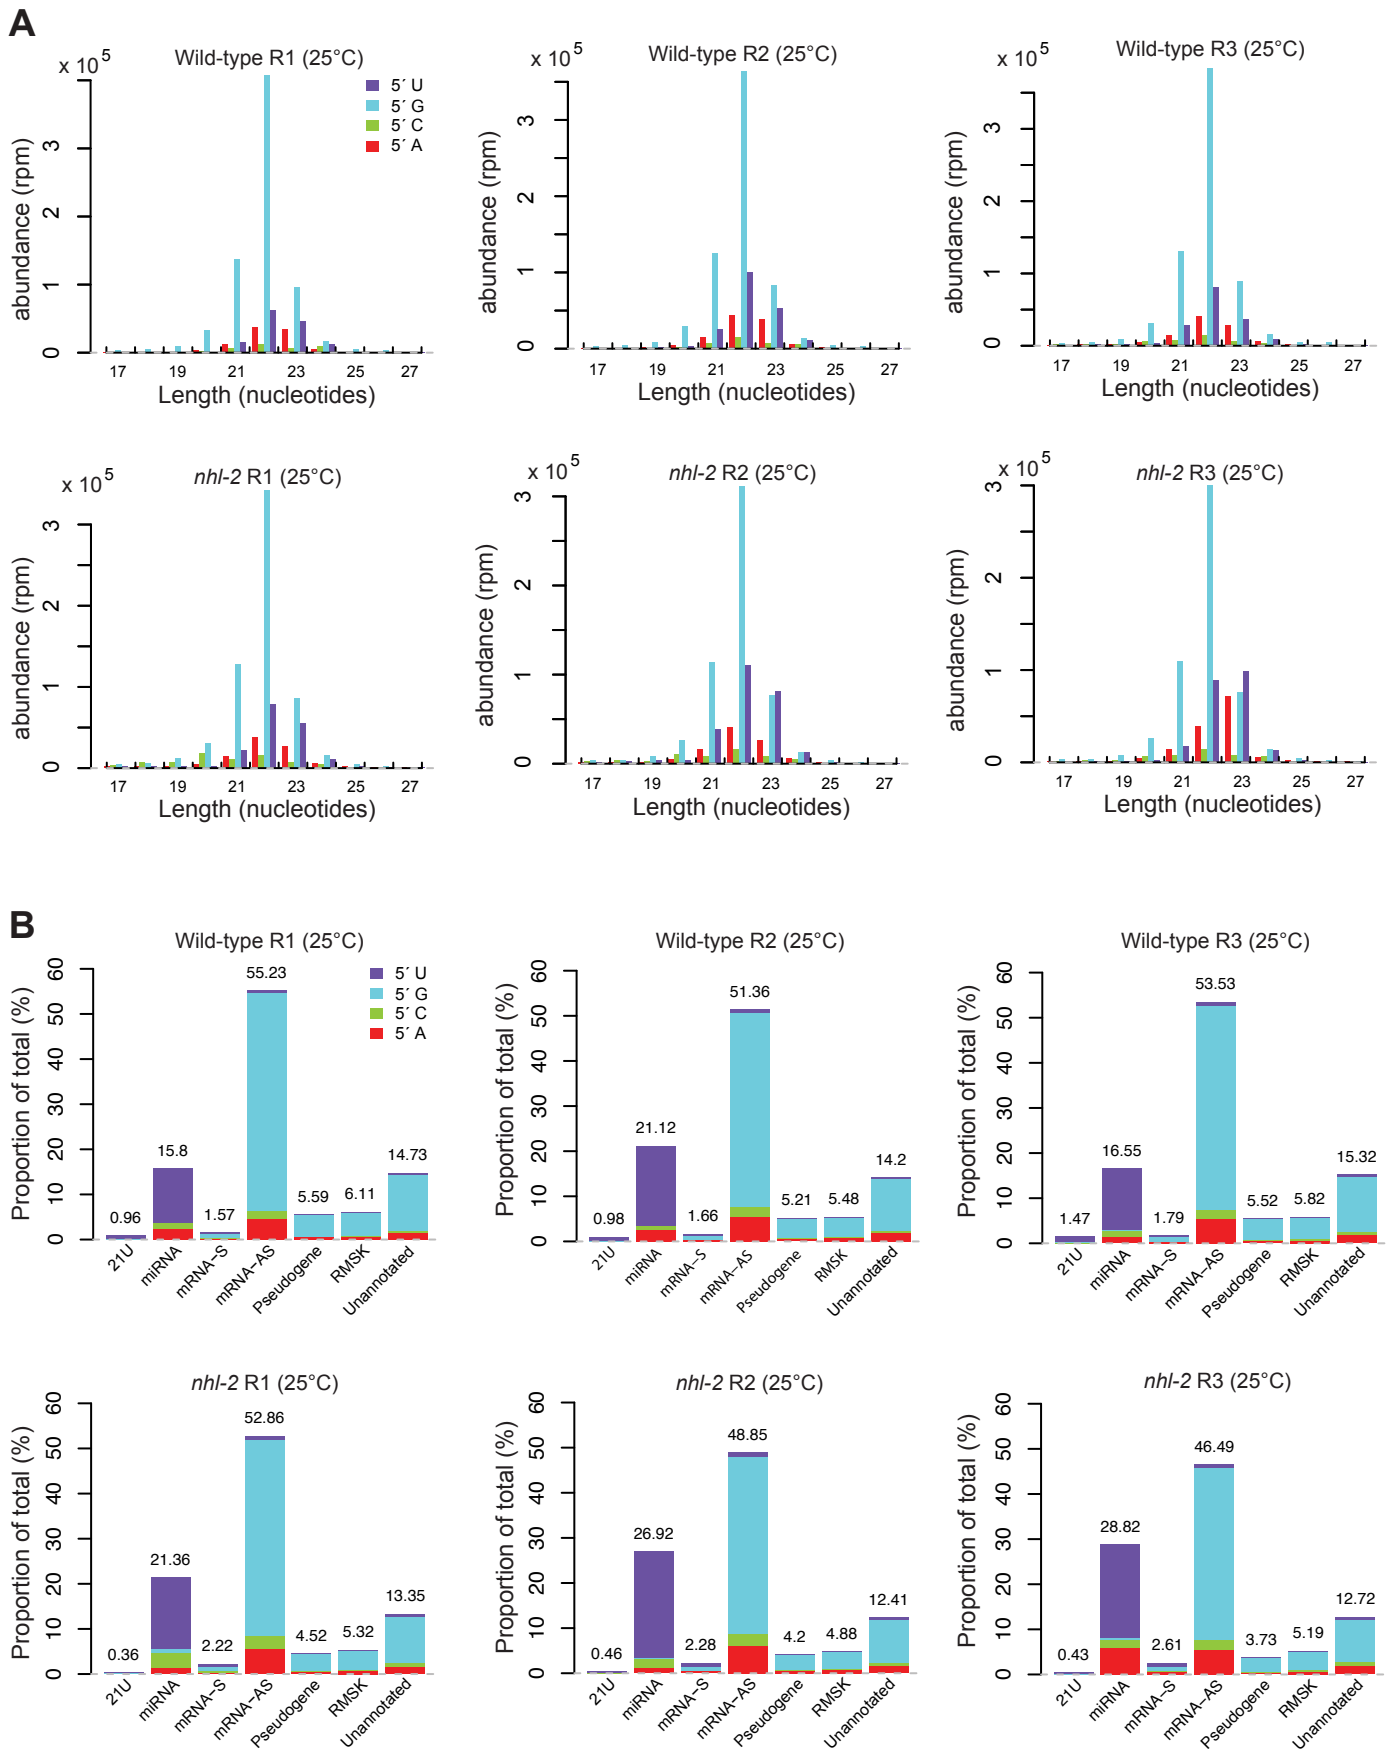 A
Wild-type R1 (25°C)
x 10 5
abundance (rpm)
0 1 2 3
5´ U
5´ G
5´ C
5´ A
17 19 21 23 25 27
Length (nucleotides)
Wild-type R2 (25°C)
x 10 5
abundance (rpm)
0 1 2 3
17 19 21 23 25 27
Length (nucleotides)
Wild-type R3 (25°C)
x 10 5
abundance (rpm)
0 1 2 3
17 19 21 23 25 27
Length (nucleotides)
nhl-2 R1 (25°C)
x 10 5
abundance (rpm)
0 1 2 3
17 19 21 23 25 27
Length (nucleotides)
nhl-2 R2 (25°C)
x 10 5
abundance (rpm)
0 1 2 3
17 19 21 23 25 27
Length (nucleotides)
nhl-2 R3 (25°C)
x 10 5
abundance (rpm)
0 1 2 3
17 19 21 23 25 27
Length (nucleotides)
B
Wild-type R1 (25°C)
Proportion of total (%)
0 10 20 30 40 50 60
5´ U
5´ G
5´ C
5´ A
0.96 15.8 1.57 55.23 5.59 6.11 14.73
21U miRNA mRNA−S mRNA−AS Pseudogene RMSK Unannotated
Wild-type R2 (25°C)
Proportion of total (%)
0 10 20 30 40 50 60
0.98 21.12 1.66 51.36 5.21 5.48 14.2
21U miRNA mRNA−S mRNA−AS Pseudogene RMSK Unannotated
Wild-type R3 (25°C)
Proportion of total (%)
0 10 20 30 40 50 60
1.47 16.55 1.79 53.53 5.52 5.82 15.32
21U miRNA mRNA−S mRNA−AS Pseudogene RMSK Unannotated
nhl-2 R1 (25°C)
Proportion of total (%)
0 10 20 30 40 50 60
0.36 21.36 2.22 52.86 4.52 5.32 13.35
21U miRNA mRNA−S mRNA−AS Pseudogene RMSK Unannotated
nhl-2 R2 (25°C)
Proportion of total (%)
0 10 20 30 40 50 60
0.46 26.92 2.28 48.85 4.2 4.88 12.41
21U miRNA mRNA−S mRNA−AS Pseudogene RMSK Unannotated
nhl-2 R3 (25°C)
Proportion of total (%)
0 10 20 30 40 50 60
0.43 28.82 2.61 46.49 3.73 5.19 12.72
21U miRNA mRNA−S mRNA−AS Pseudogene RMSK Unannotated